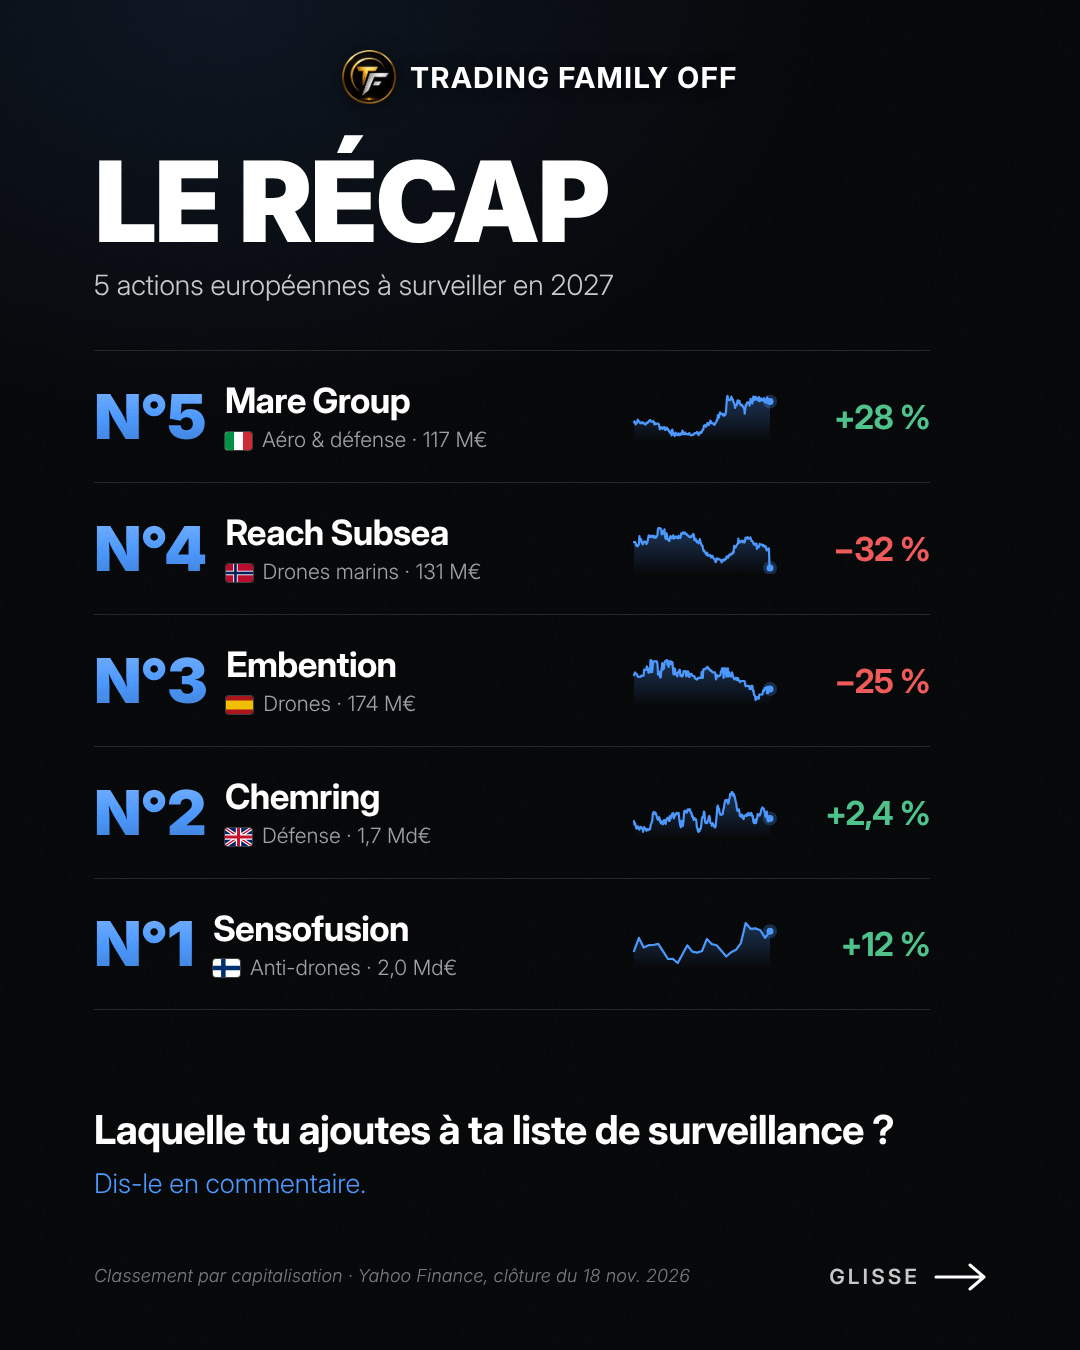 TF TRADING FAMILY OFF
LE RÉCAP
5 actions européennes à surveiller en 2027
N°5 Mare Group
Aéro & défense · 117 M€
+28 %
N°4 Reach Subsea
Drones marins · 131 M€
−32 %
N°3 Embention
Drones · 174 M€
−25 %
N°2 Chemring
Défense · 1,7 Md€
+2,4 %
N°1 Sensofusion
Anti-drones · 2,0 Md€
+12 %
Laquelle tu ajoutes à ta liste de surveillance ?
Dis-le en commentaire.
Classement par capitalisation · Yahoo Finance, clôture du 18 nov. 2026
GLISSE